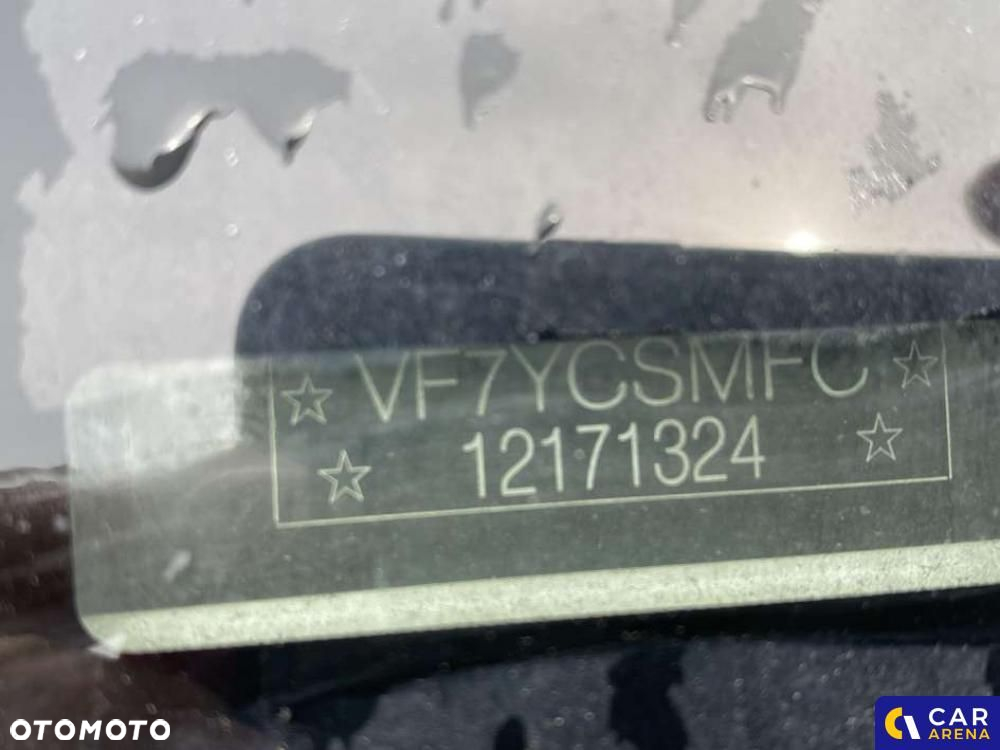 ☆ VF7YCSMFC ☆
☆ 12171324 ☆
OTOMOTO
CAR
ARENA